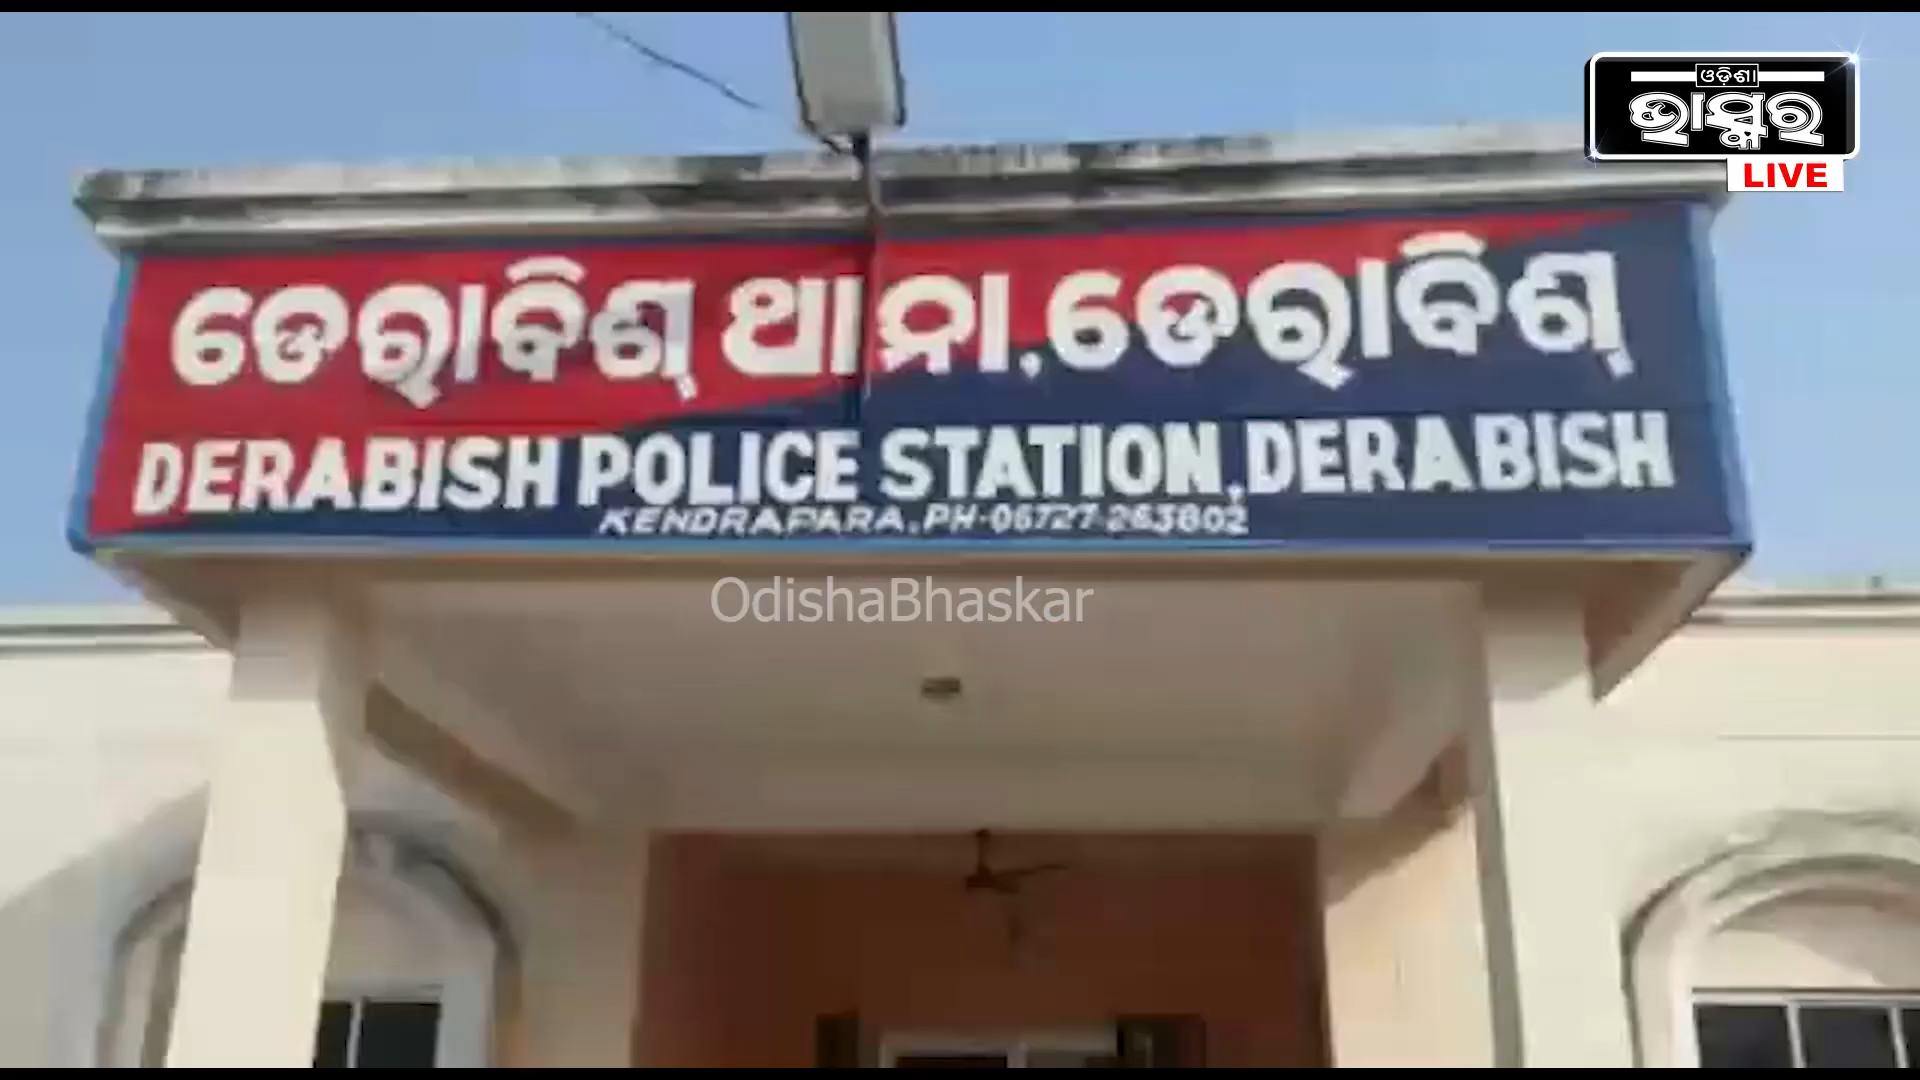 ଓଡ଼ିଶା
ଭାସ୍କର
LIVE
ଡେରାବିଶ୍ ଥାନା,ଡେରାବିଶ୍
DERABISH POLICE STATION,DERABISH
KENDRAPARA.PH-06727-263802
OdishaBhaskar